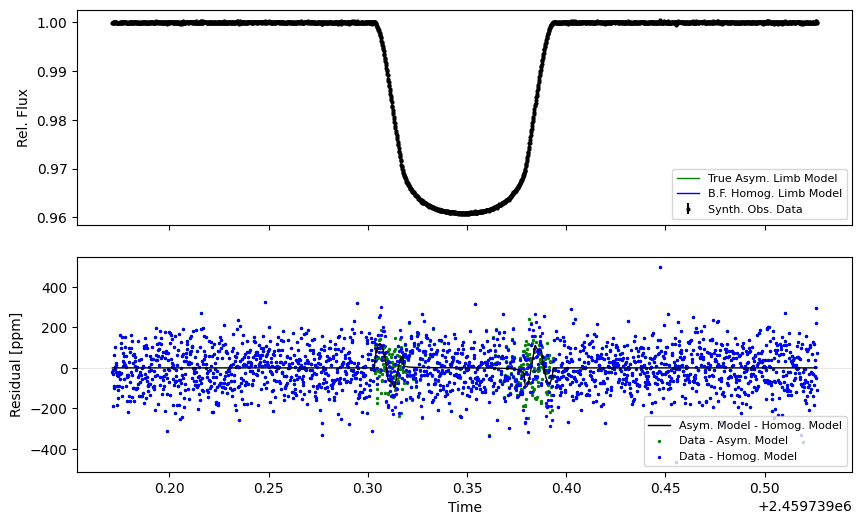 1.00
0.99
0.98
0.97
0.96
Rel. Flux
True Asym. Limb Model
B.F. Homog. Limb Model
Synth. Obs. Data
400
200
0
−200
−400
Residual [ppm]
Asym. Model - Homog. Model
Data - Asym. Model
Data - Homog. Model
0.20 0.25 0.30 0.35 0.40 0.45 0.50
Time
+2.459739e6